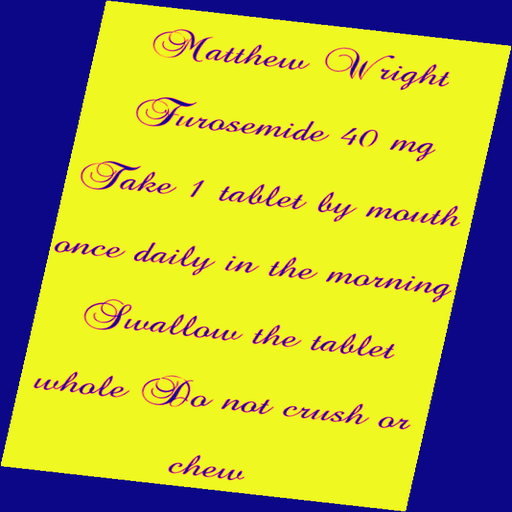 Matthew Wright
Furosemide 40 mg
Take 1 tablet by mouth
once daily in the morning
Swallow the tablet
whole Do not crush or
chew